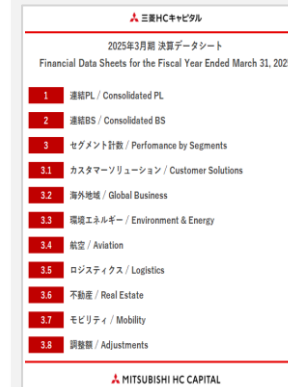 三菱HCキャピタル
2025年3月期 決算データシート
Financial Data Sheets for the Fiscal Year Ended March 31, 202
1 連結PL / Consolidated PL
2 連結BS / Consolidated BS
3 セグメント計数 / Perfomance by Segments
3.1 カスタマーソリューション / Customer Solutions
3.2 海外地域 / Global Business
3.3 環境エネルギー / Environment & Energy
3.4 航空 / Aviation
3.5 ロジスティクス / Logistics
3.6 不動産 / Real Estate
3.7 モビリティ / Mobility
3.8 調整額 / Adjustments
MITSUBISHI HC CAPITAL